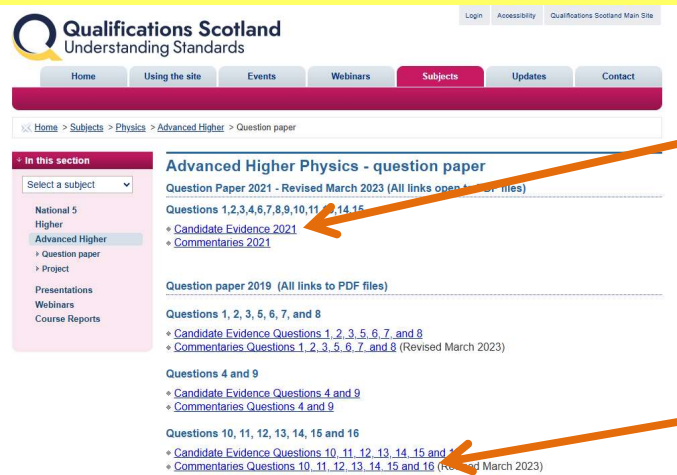 Login Accessibility Qualifications Scotland Main Site
Qualifications Scotland
Understanding Standards
Home Using the site Events Webinars Subjects Updates Contact
Home > Subjects > Physics > Advanced Higher > Question paper
In this section
Select a subject
National 5
Higher
Advanced Higher
Question paper
Project
Presentations
Webinars
Course Reports
Advanced Higher Physics - question paper
Question Paper 2021 - Revised March 2023 (All links open files)
Questions 1,2,3,4,6,7,8,9,10,11 14,15
Candidate Evidence 2021
Commentaries 2021
Question paper 2019 (All links to PDF files)
Questions 1, 2, 3, 5, 6, 7, and 8
Candidate Evidence Questions 1, 2, 3, 5, 6, 7, and 8
Commentaries Questions 1, 2, 3, 5, 6, 7, and 8 (Revised March 2023)
Questions 4 and 9
Candidate Evidence Questions 4 and 9
Commentaries Questions 4 and 9
Questions 10, 11, 12, 13, 14, 15 and 16
Candidate Evidence Questions 10, 11, 12, 13, 14, 15 and
Commentaries Questions 10, 11, 12, 13, 14, 15 and 16 March 2023)